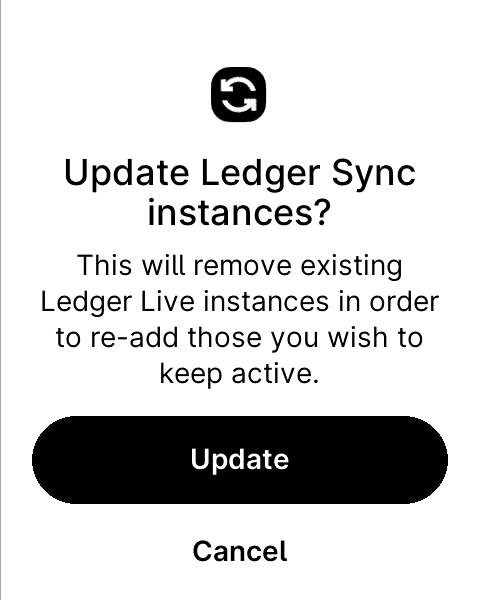 Update Ledger Sync
instances?
This will remove existing
Ledger Live instances in order
to re-add those you wish to
keep active.
Update
Cancel